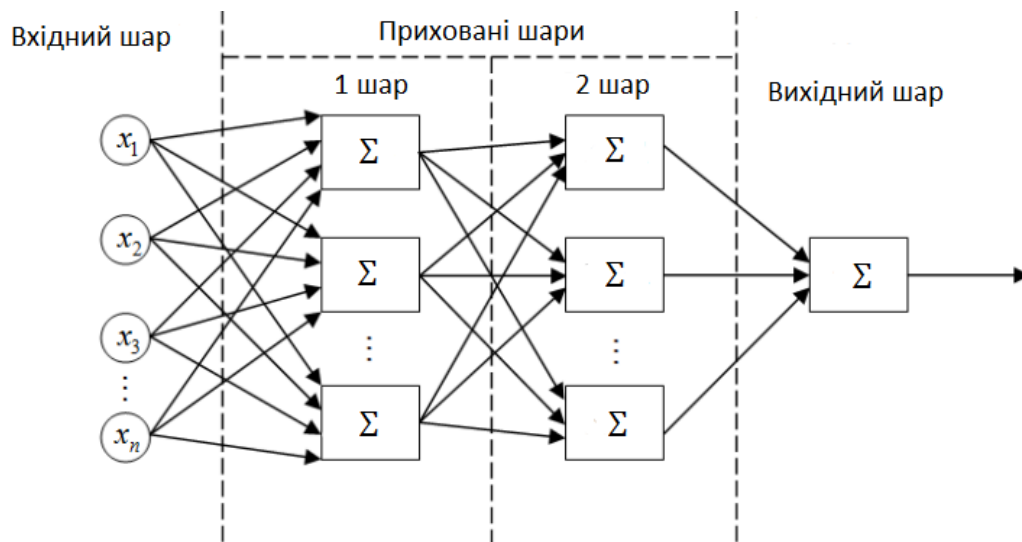 Вхідний шар
Приховані шари
1 шар
2 шар
Вихідний шар
x₁
x₂
x₃
⋮
xₙ
Σ
Σ
⋮
Σ
Σ
Σ
⋮
Σ
Σ